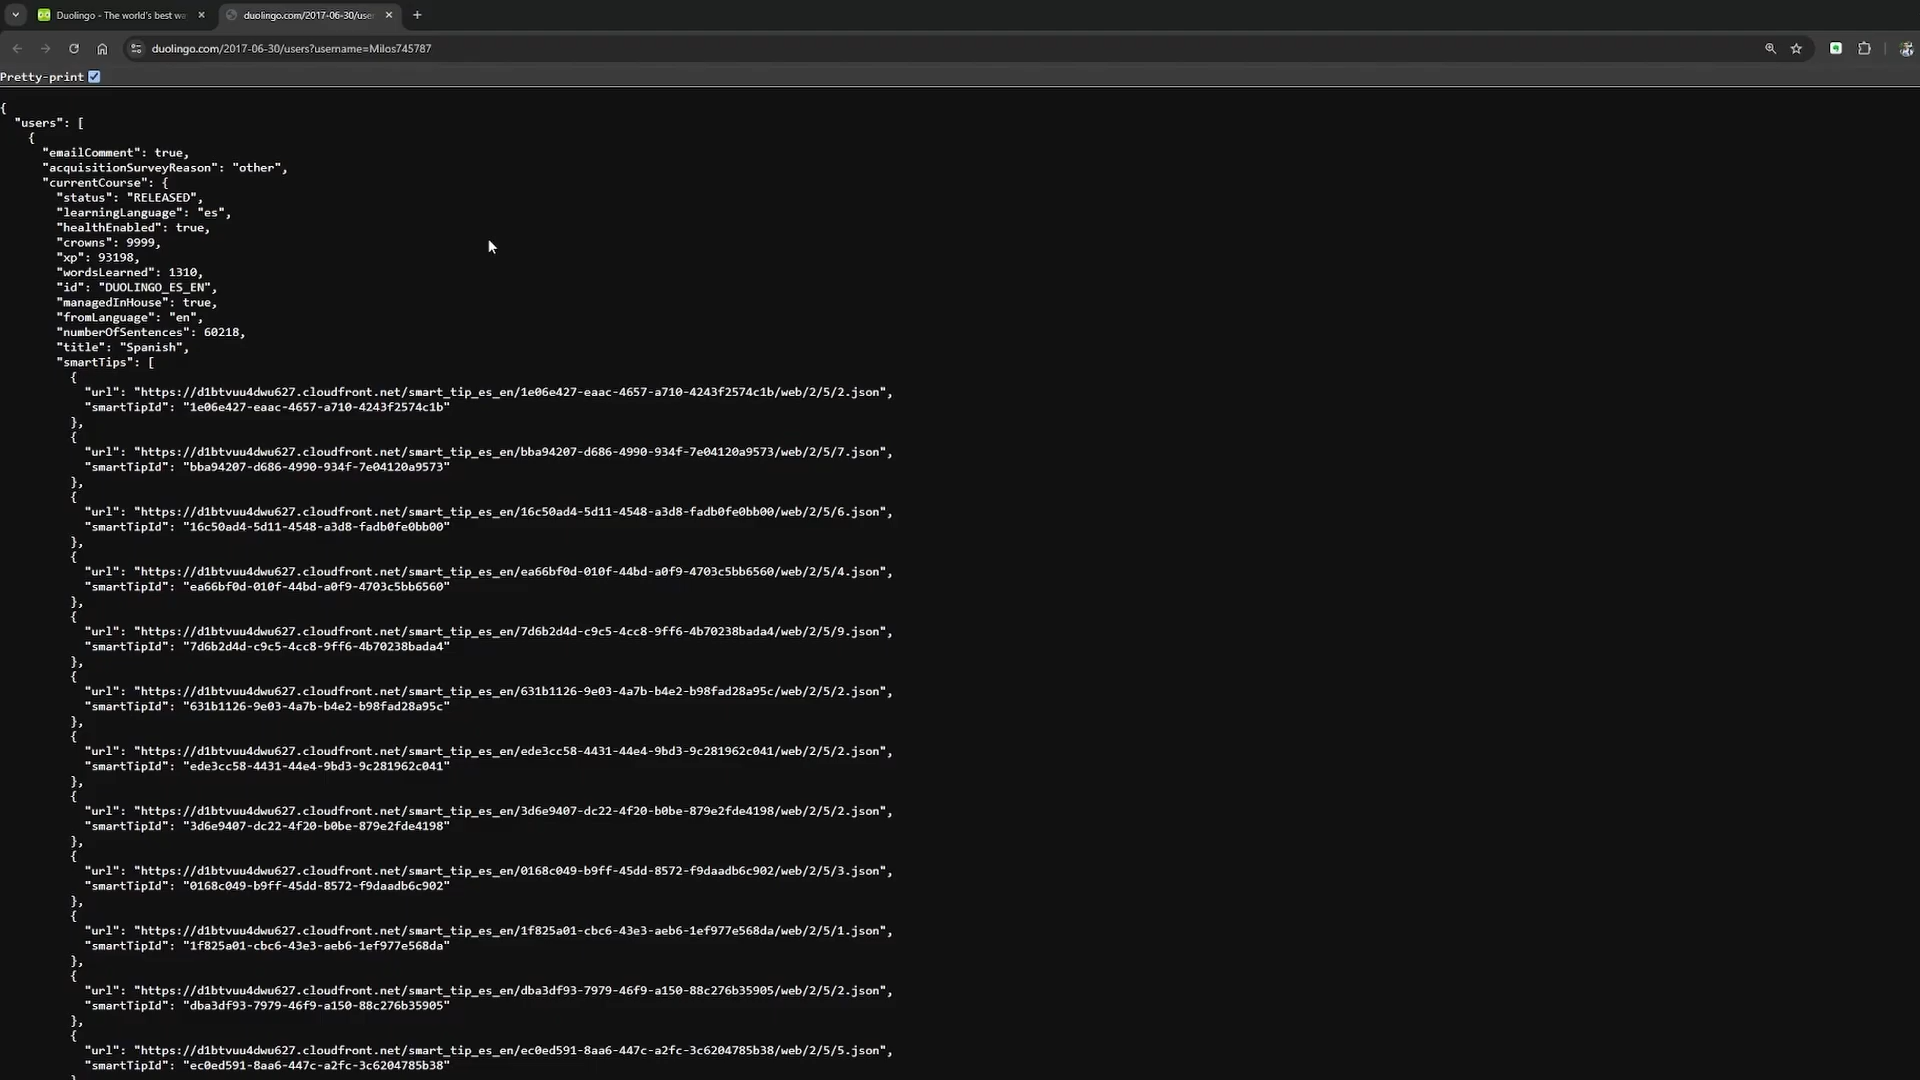 Duolingo - The world's best wa
duolingo.com/2017-06-30/use
duolingo.com/2017-06-30/users?username=Milos745787
Pretty-print
{
"users": [
{
"emailComment": true,
"acquisitionSurveyReason": "other",
"currentCourse": {
"status": "RELEASED",
"learningLanguage": "es",
"healthEnabled": true,
"crowns": 9999,
"xp": 93198,
"wordsLearned": 1310,
"id": "DUOLINGO_ES_EN",
"managedInHouse": true,
"fromLanguage": "en",
"numberOfSentences": 60218,
"title": "Spanish",
"smartTips": [
{
"url": "https://d1btvuu4dwu627.cloudfront.net/smart_tip_es_en/1e06e427-eaac-4657-a710-4243f2574c1b/web/2/5/2.json",
"smartTipId": "1e06e427-eaac-4657-a710-4243f2574c1b"
},
{
"url": "https://d1btvuu4dwu627.cloudfront.net/smart_tip_es_en/bba94207-d686-4990-934f-7e04120a9573/web/2/5/7.json",
"smartTipId": "bba94207-d686-4990-934f-7e04120a9573"
},
{
"url": "https://d1btvuu4dwu627.cloudfront.net/smart_tip_es_en/16c50ad4-5d11-4548-a3d8-fadb0fe0bb00/web/2/5/6.json",
"smartTipId": "16c50ad4-5d11-4548-a3d8-fadb0fe0bb00"
},
{
"url": "https://d1btvuu4dwu627.cloudfront.net/smart_tip_es_en/ea66bf0d-010f-44bd-a0f9-4703c5bb6560/web/2/5/4.json",
"smartTipId": "ea66bf0d-010f-44bd-a0f9-4703c5bb6560"
},
{
"url": "https://d1btvuu4dwu627.cloudfront.net/smart_tip_es_en/7d6b2d4d-c9c5-4cc8-9ff6-4b70238bada4/web/2/5/9.json",
"smartTipId": "7d6b2d4d-c9c5-4cc8-9ff6-4b70238bada4"
},
{
"url": "https://d1btvuu4dwu627.cloudfront.net/smart_tip_es_en/631b1126-9e03-4a7b-b4e2-b98fad28a95c/web/2/5/2.json",
"smartTipId": "631b1126-9e03-4a7b-b4e2-b98fad28a95c"
},
{
"url": "https://d1btvuu4dwu627.cloudfront.net/smart_tip_es_en/ede3cc58-4431-44e4-9bd3-9c281962c041/web/2/5/2.json",
"smartTipId": "ede3cc58-4431-44e4-9bd3-9c281962c041"
},
{
"url": "https://d1btvuu4dwu627.cloudfront.net/smart_tip_es_en/3d6e9407-dc22-4f20-b0be-879e2fde4198/web/2/5/2.json",
"smartTipId": "3d6e9407-dc22-4f20-b0be-879e2fde4198"
},
{
"url": "https://d1btvuu4dwu627.cloudfront.net/smart_tip_es_en/0168c049-b9ff-45dd-8572-f9daadb6c902/web/2/5/3.json",
"smartTipId": "0168c049-b9ff-45dd-8572-f9daadb6c902"
},
{
"url": "https://d1btvuu4dwu627.cloudfront.net/smart_tip_es_en/1f825a01-cbc6-43e3-aeb6-1ef977e568da/web/2/5/1.json",
"smartTipId": "1f825a01-cbc6-43e3-aeb6-1ef977e568da"
},
{
"url": "https://d1btvuu4dwu627.cloudfront.net/smart_tip_es_en/dba3df93-7979-46f9-a150-88c276b35905/web/2/5/2.json",
"smartTipId": "dba3df93-7979-46f9-a150-88c276b35905"
},
{
"url": "https://d1btvuu4dwu627.cloudfront.net/smart_tip_es_en/ec0ed591-8aa6-447c-a2fc-3c6204785b38/web/2/5/5.json",
"smartTipId": "ec0ed591-8aa6-447c-a2fc-3c6204785b38"